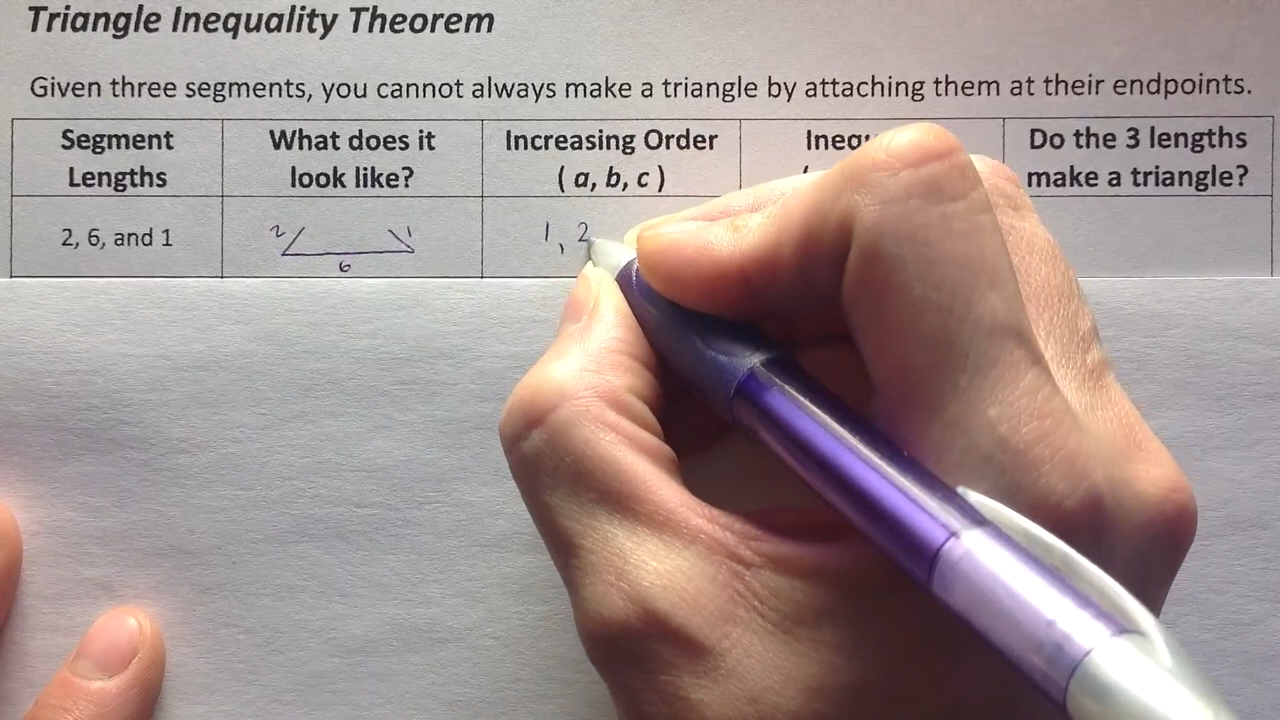 Triangle Inequality Theorem
Given three segments, you cannot always make a triangle by attaching them at their endpoints.
Segment Lengths
What does it look like?
Increasing Order ( a, b, c )
Do the 3 lengths make a triangle?
2, 6, and 1
2 1
6
1, 2